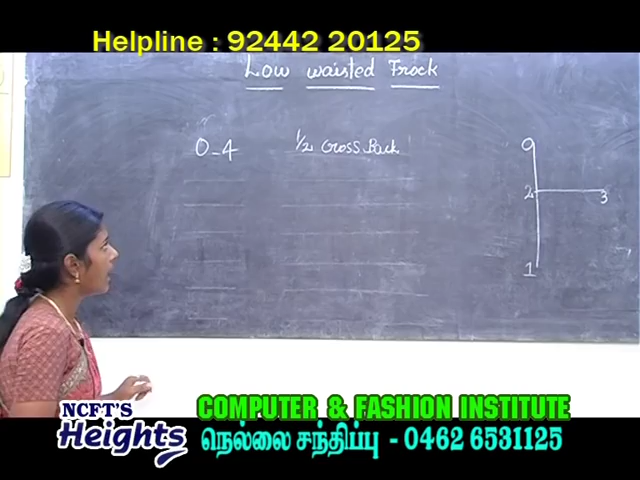 Helpline : 92442 20125
Low waisted Frock
0-4 1/2 Cross Back
0
2 3
1
NCFT'S
Heights
COMPUTER & FASHION INSTITUTE
நெல்லை சந்திப்பு - 0462 6531125